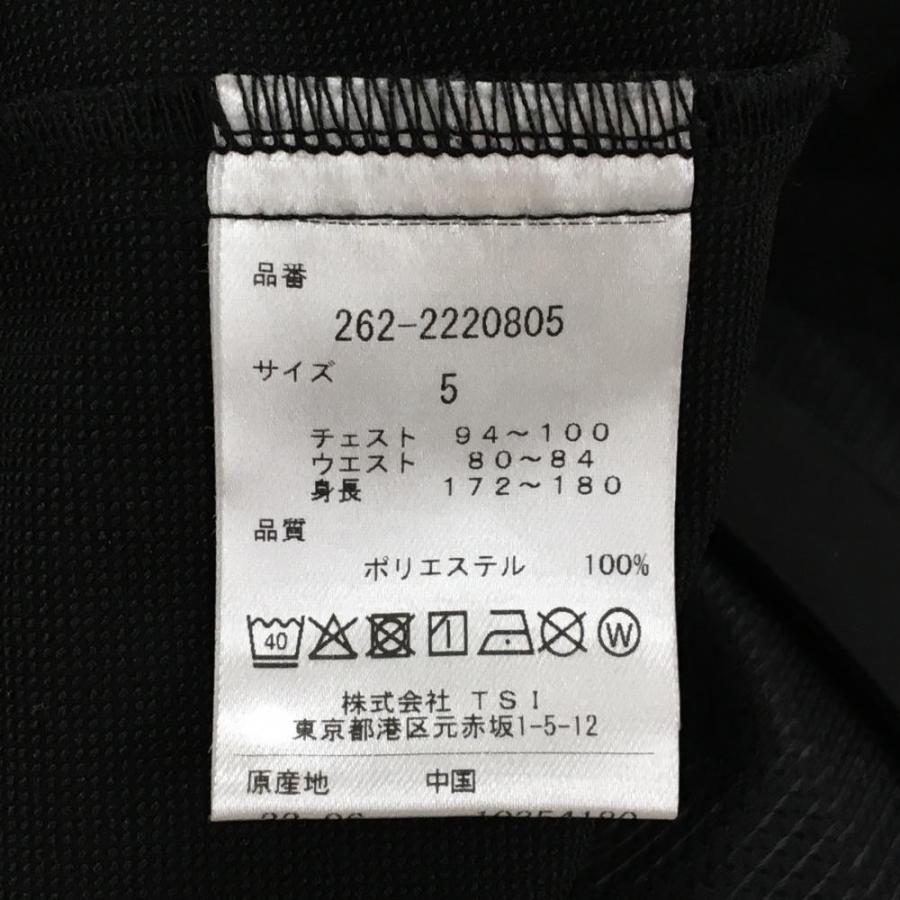 品番
262-2220805
サイズ
5
チェスト 94～100
ウエスト 80～84
身長 172～180
品質
ポリエステル 100%
40 W
株式会社 TSI
東京都港区元赤坂1-5-12
原産地 中国